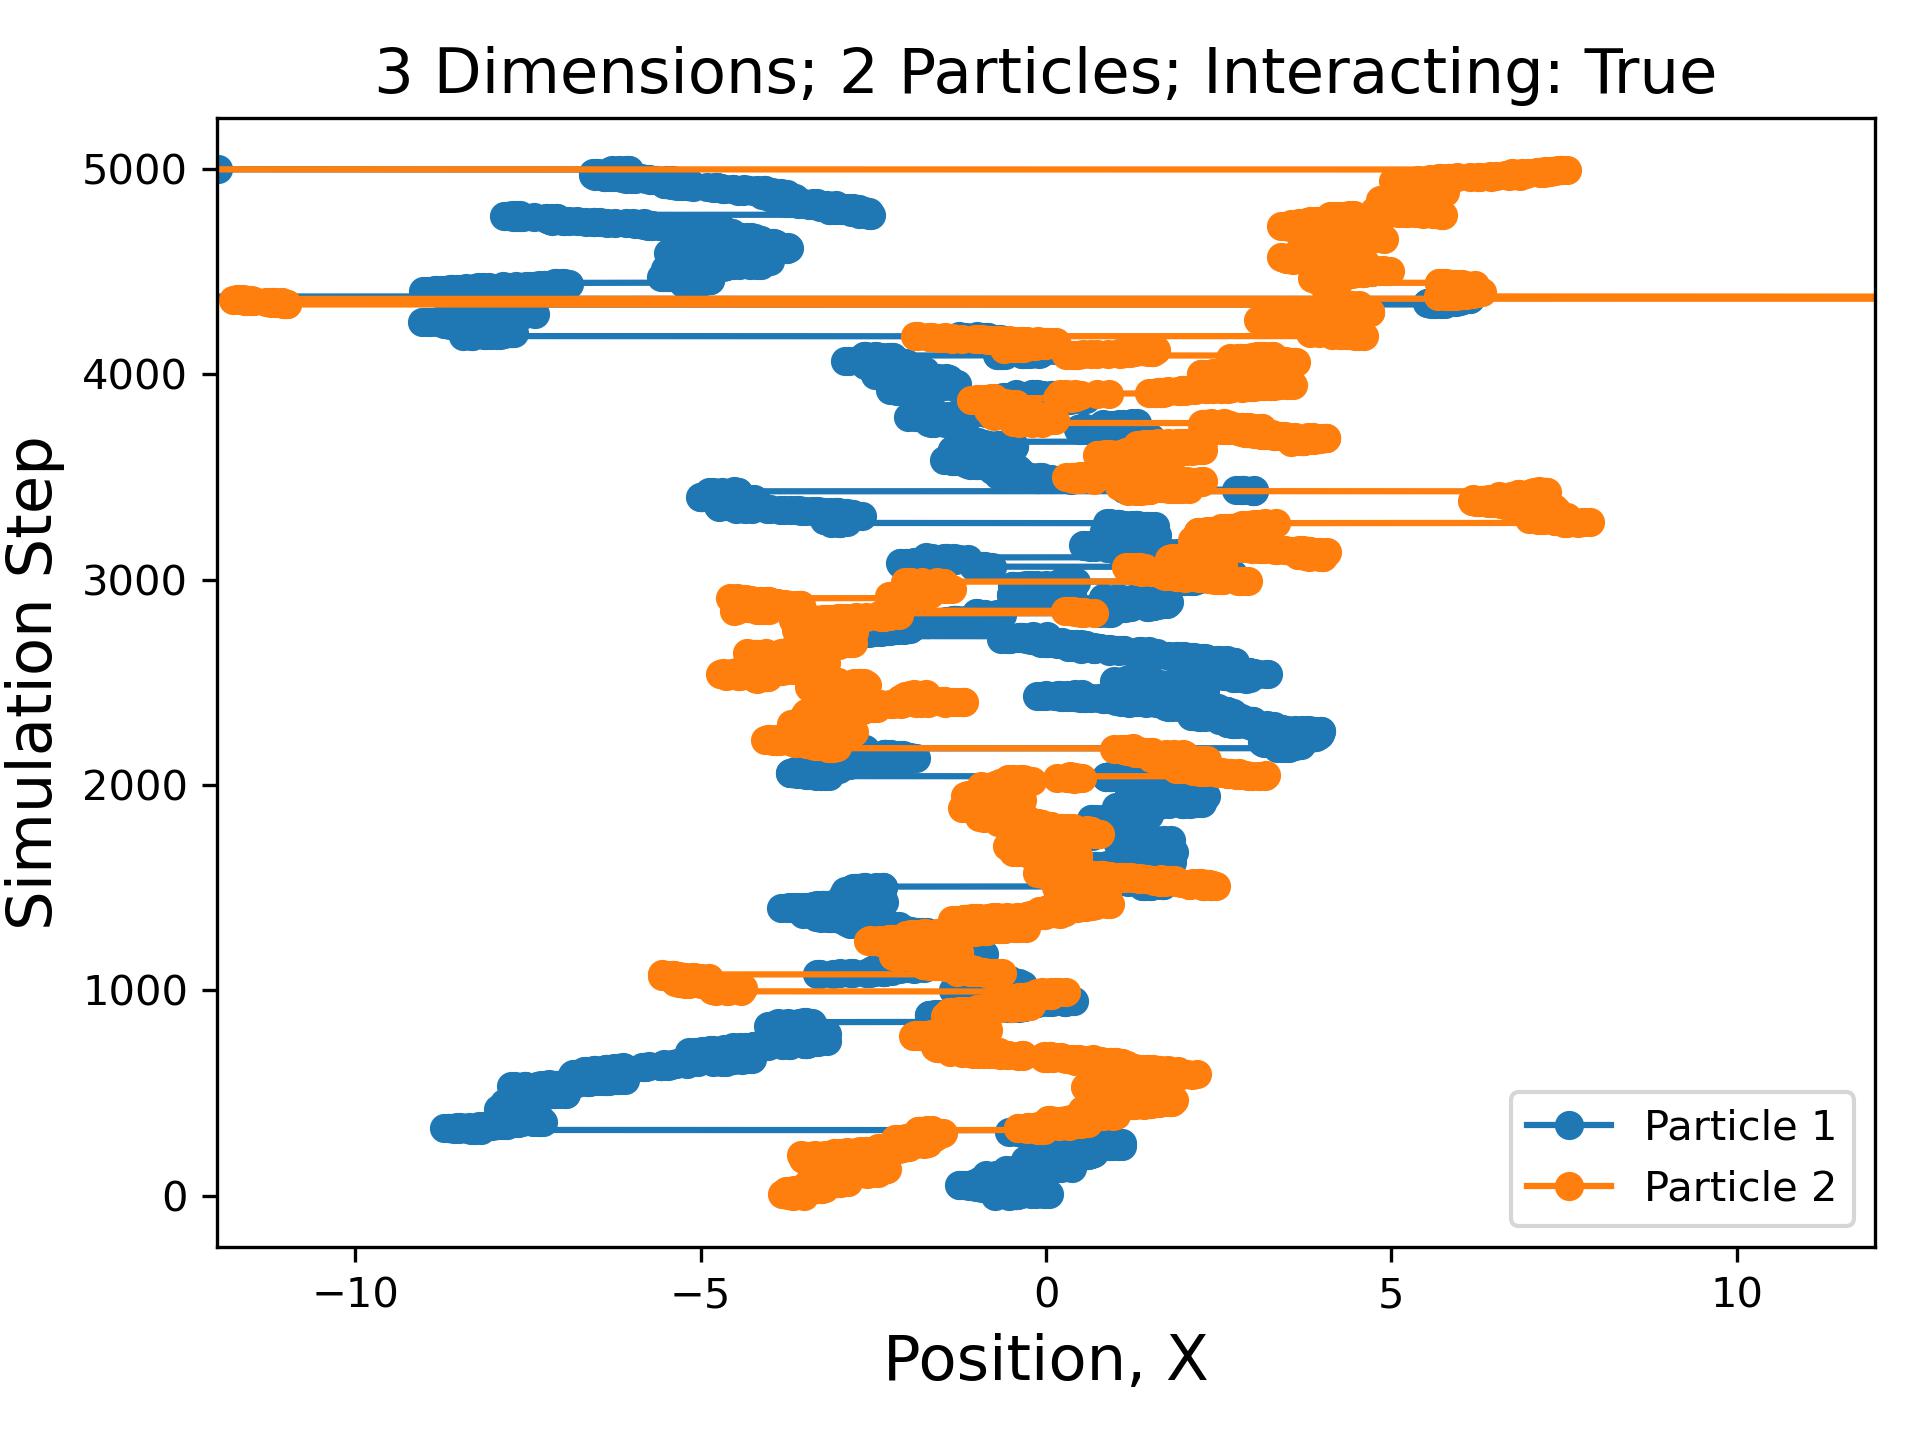 3 Dimensions; 2 Particles; Interacting: True
Simulation Step
5000
4000
3000
2000
1000
0
−10
−5
0
5
10
Position, X
Particle 1
Particle 2